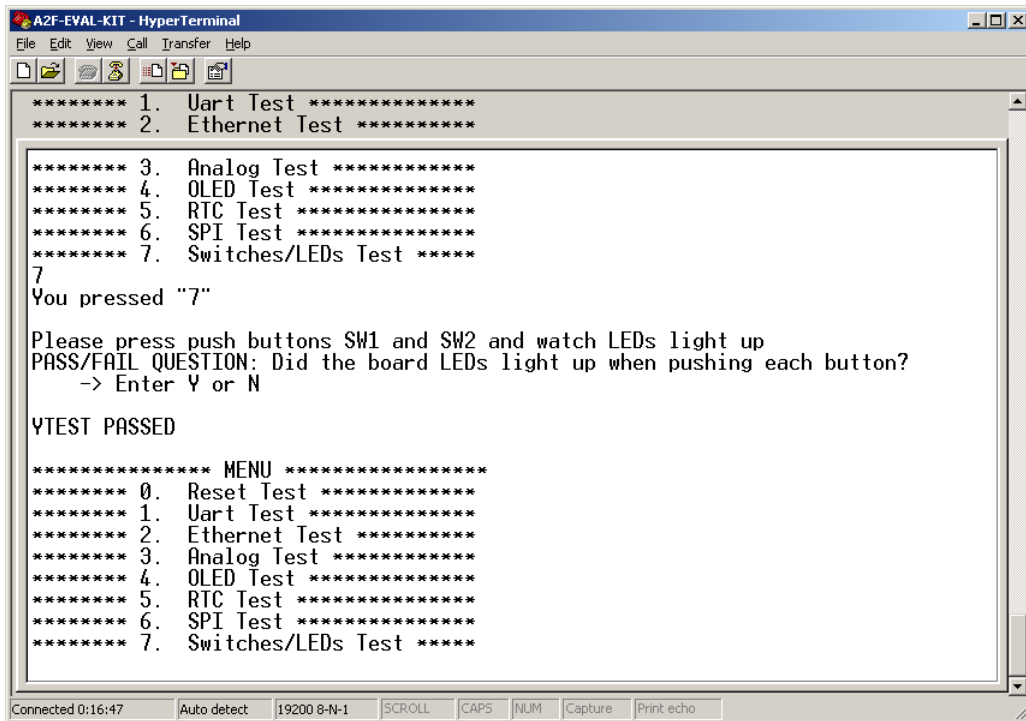 A2F-EVAL-KIT - HyperTerminal
File Edit View Call Transfer Help
******** 1.  Uart Test **************
******** 2.  Ethernet Test **********
******** 3.  Analog Test ************
******** 4.  OLED Test **************
******** 5.  RTC Test ***************
******** 6.  SPI Test ***************
******** 7.  Switches/LEDs Test *****
7
You pressed "7"
Please press push buttons SW1 and SW2 and watch LEDs light up
PASS/FAIL QUESTION: Did the board LEDs light up when pushing each button?
    -> Enter Y or N
YTEST PASSED
*************** MENU *****************
******** 0.  Reset Test *************
******** 1.  Uart Test **************
******** 2.  Ethernet Test **********
******** 3.  Analog Test ************
******** 4.  OLED Test **************
******** 5.  RTC Test ***************
******** 6.  SPI Test ***************
******** 7.  Switches/LEDs Test *****
Connected 0:16:47 Auto detect 19200 8-N-1 SCROLL CAPS NUM Capture Print echo